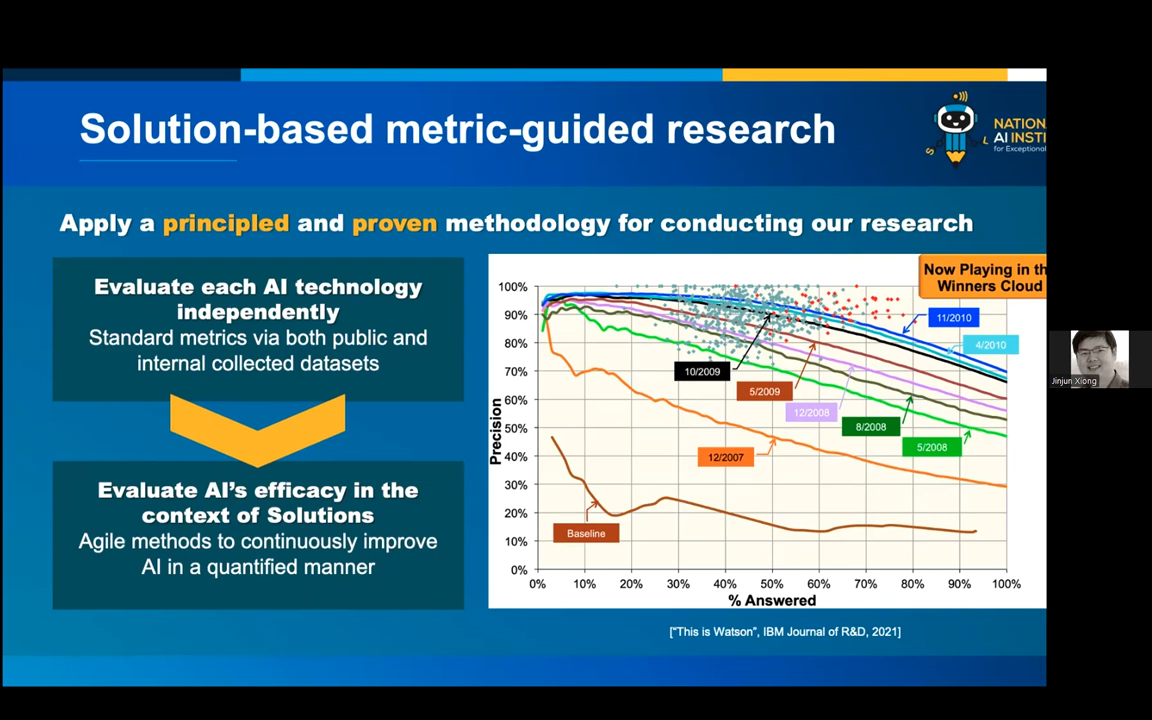 Solution-based metric-guided research
NATION
AI INSTI
for Exceptional
S
L
Apply a principled and proven methodology for conducting our research
Evaluate each AI technology
independently
Standard metrics via both public and
internal collected datasets
Evaluate AI's efficacy in the
context of Solutions
Agile methods to continuously improve
AI in a quantified manner
Now Playing in th
Winners Cloud
Precision
100%
90%
80%
70%
60%
50%
40%
30%
20%
10%
0%
11/2010
4/2010
10/2009
5/2009
12/2008
8/2008
5/2008
12/2007
Baseline
0% 10% 20% 30% 40% 50% 60% 70% 80% 90% 100%
% Answered
["This is Watson", IBM Journal of R&D, 2021]
Jinjun Xiong